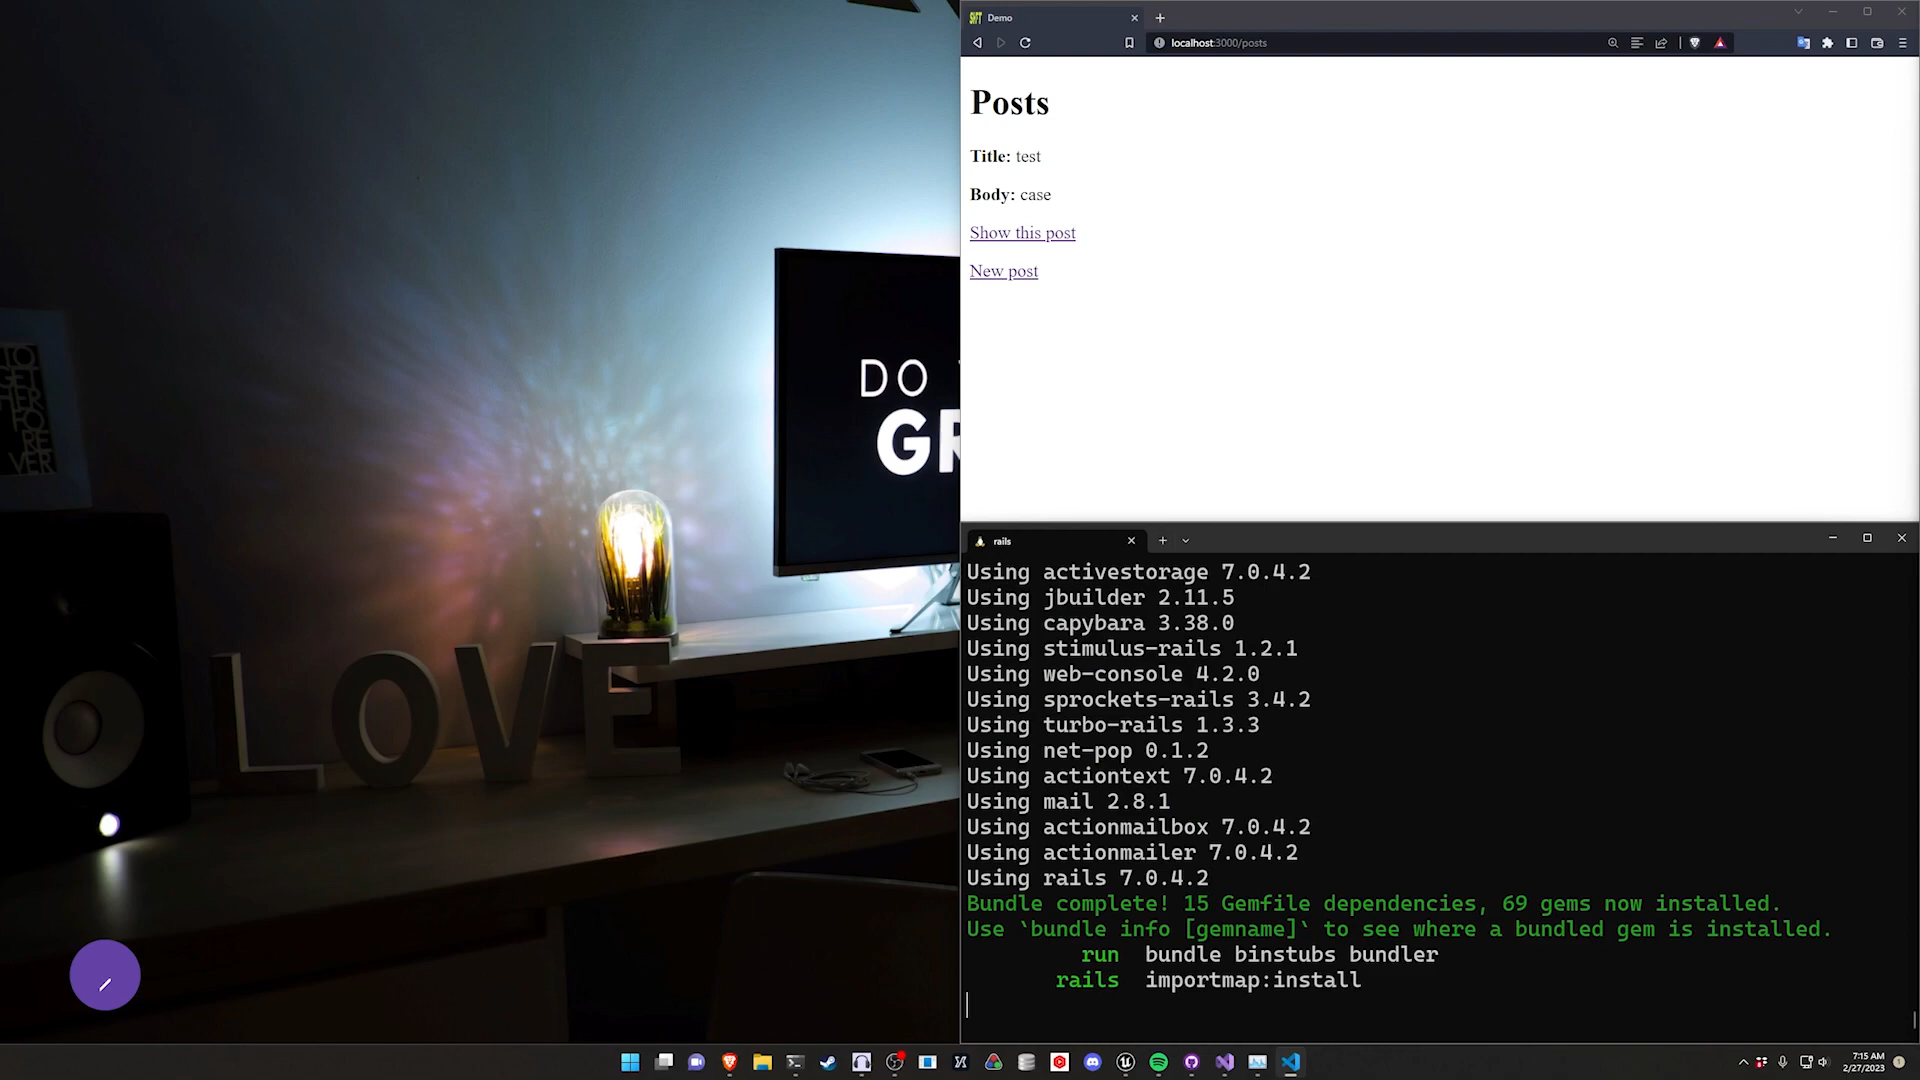 Demo
localhost:3000/posts
Posts
Title: test
Body: case
Show this post
New post
DO
GR
TO
GET
HER
FO
RE
VER
LOVE
rails
Using activestorage 7.0.4.2
Using jbuilder 2.11.5
Using capybara 3.38.0
Using stimulus-rails 1.2.1
Using web-console 4.2.0
Using sprockets-rails 3.4.2
Using turbo-rails 1.3.3
Using net-pop 0.1.2
Using actiontext 7.0.4.2
Using mail 2.8.1
Using actionmailbox 7.0.4.2
Using actionmailer 7.0.4.2
Using rails 7.0.4.2
Bundle complete! 15 Gemfile dependencies, 69 gems now installed.
Use `bundle info [gemname]` to see where a bundled gem is installed.
run bundle binstubs bundler
rails importmap:install
7:15 AM
2/27/2023